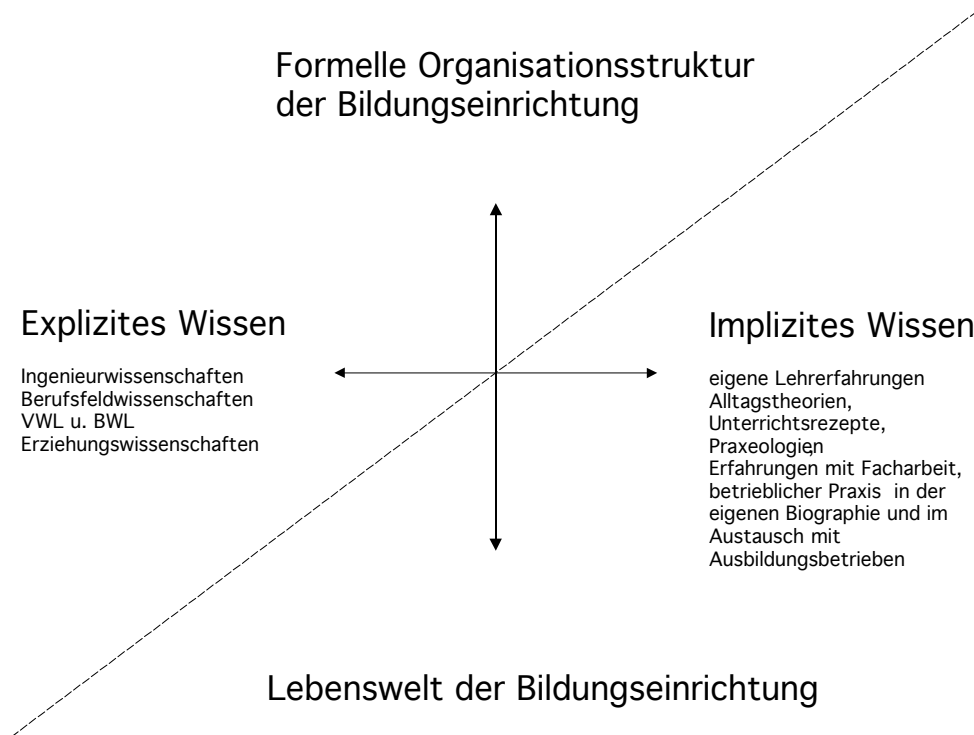 Formelle Organisationsstruktur
der Bildungseinrichtung
Explizites Wissen
Ingenieurwissenschaften
Berufsfeldwissenschaften
VWL u. BWL
Erziehungswissenschaften
Implizites Wissen
eigene Lehrerfahrungen
Alltagstheorien,
Unterrichtsrezepte,
Praxeologien,
Erfahrungen mit Facharbeit,
betrieblicher Praxis in der
eigenen Biographie und im
Austausch mit
Ausbildungsbetrieben
Lebenswelt der Bildungseinrichtung